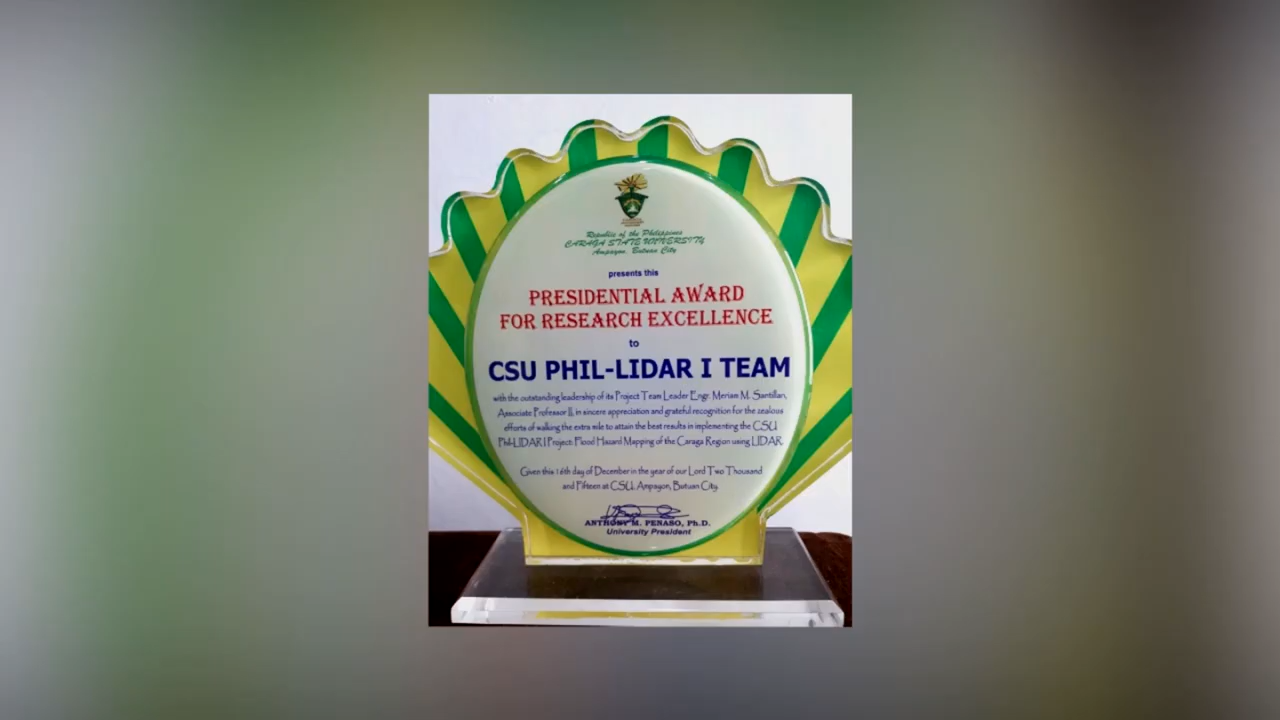 Republic of the Philippines
CARAGA STATE UNIVERSITY
Ampayon, Butuan City
presents this
PRESIDENTIAL AWARD
FOR RESEARCH EXCELLENCE
to
CSU PHIL-LIDAR I TEAM
with the outstanding leadership of its Project Team Leader Engr. Meriam M. Santillan,
Associate Professor II, in sincere appreciation and grateful recognition for the zealous
efforts of walking the extra mile to attain the best results in implementing the CSU
Phil-LIDAR I Project: Flood Hazard Mapping of the Caraga Region using LIDAR.
Given this 16th day of December in the year of our Lord Two Thousand
and Fifteen at CSU, Ampayon, Butuan City.
ANTHONY M. PENASO, Ph.D.
University President